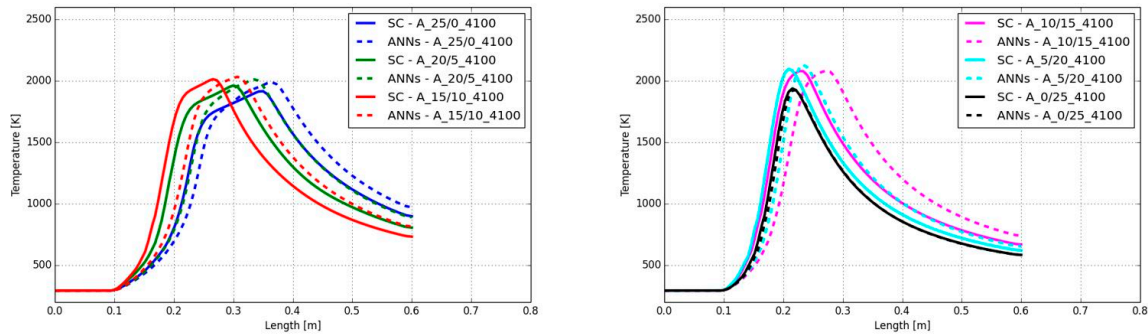 2500
2000
1500
1000
500
Temperature [K]
0.0 0.1 0.2 0.3 0.4 0.5 0.6 0.7 0.8
Length [m]
SC - A_25/0_4100
ANNs - A_25/0_4100
SC - A_20/5_4100
ANNs - A_20/5_4100
SC - A_15/10_4100
ANNs - A_15/10_4100
2500
2000
1500
1000
500
Temperature [K]
0.0 0.1 0.2 0.3 0.4 0.5 0.6 0.7 0.8
Length [m]
SC - A_10/15_4100
ANNs - A_10/15_4100
SC - A_5/20_4100
ANNs - A_5/20_4100
SC - A_0/25_4100
ANNs - A_0/25_4100